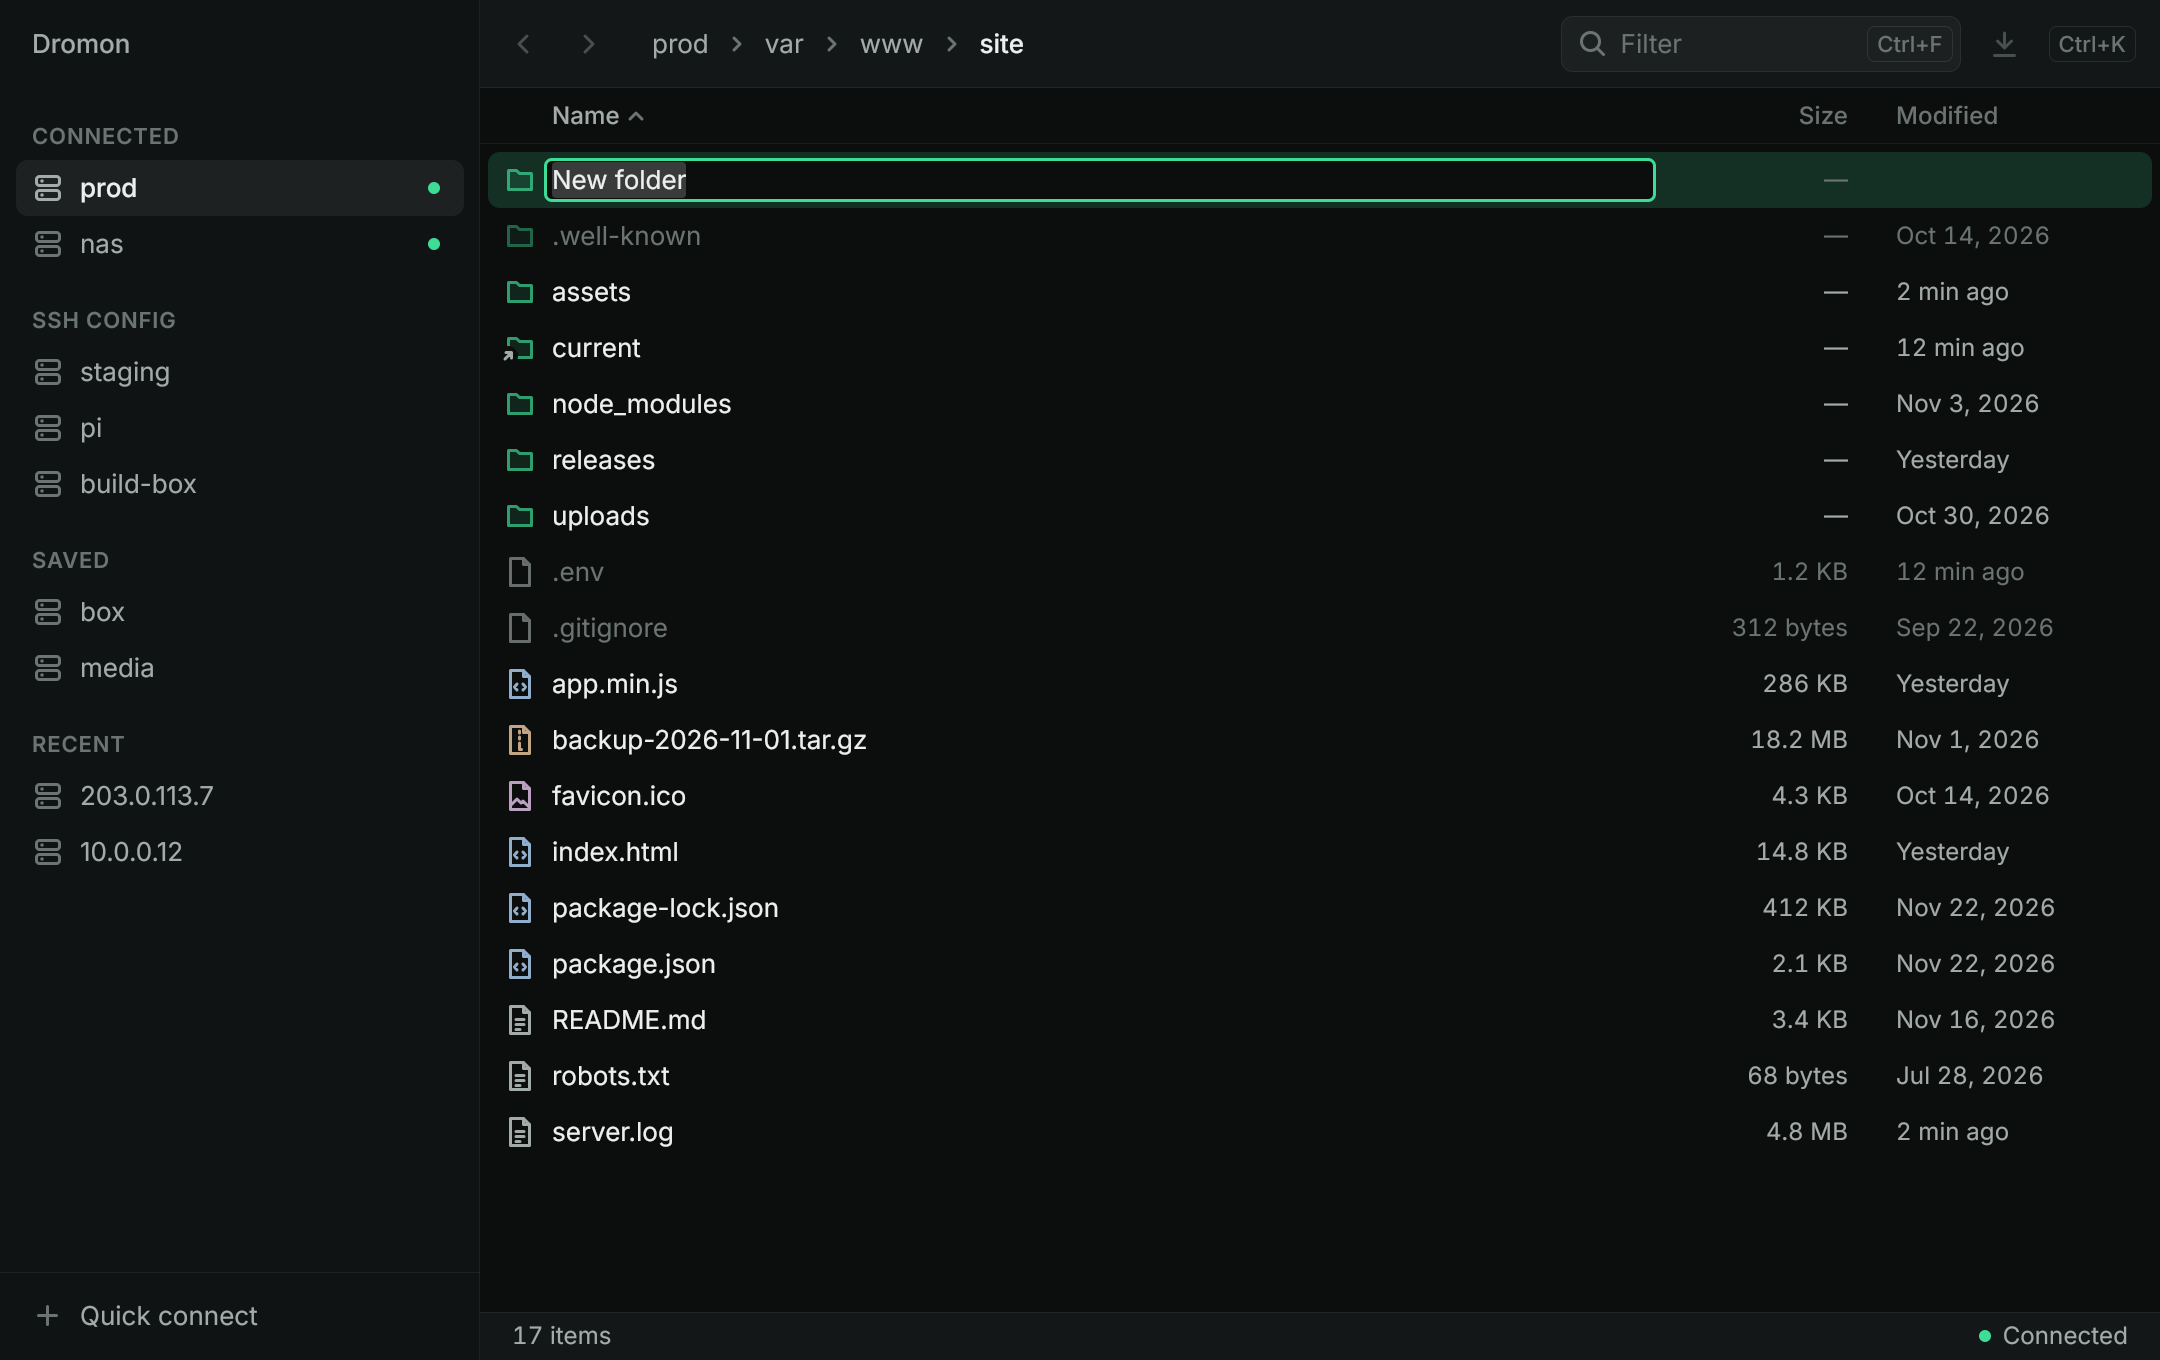 Dromon
CONNECTED
prod
nas
SSH CONFIG
staging
pi
build-box
SAVED
box
media
RECENT
203.0.113.7
10.0.0.12
Quick connect
prod > var > www > site
Filter Ctrl+F Ctrl+K
Name Size Modified
New folder —
.well-known — Oct 14, 2026
assets — 2 min ago
current — 12 min ago
node_modules — Nov 3, 2026
releases — Yesterday
uploads — Oct 30, 2026
.env 1.2 KB 12 min ago
.gitignore 312 bytes Sep 22, 2026
app.min.js 286 KB Yesterday
backup-2026-11-01.tar.gz 18.2 MB Nov 1, 2026
favicon.ico 4.3 KB Oct 14, 2026
index.html 14.8 KB Yesterday
package-lock.json 412 KB Nov 22, 2026
package.json 2.1 KB Nov 22, 2026
README.md 3.4 KB Nov 16, 2026
robots.txt 68 bytes Jul 28, 2026
server.log 4.8 MB 2 min ago
17 items Connected